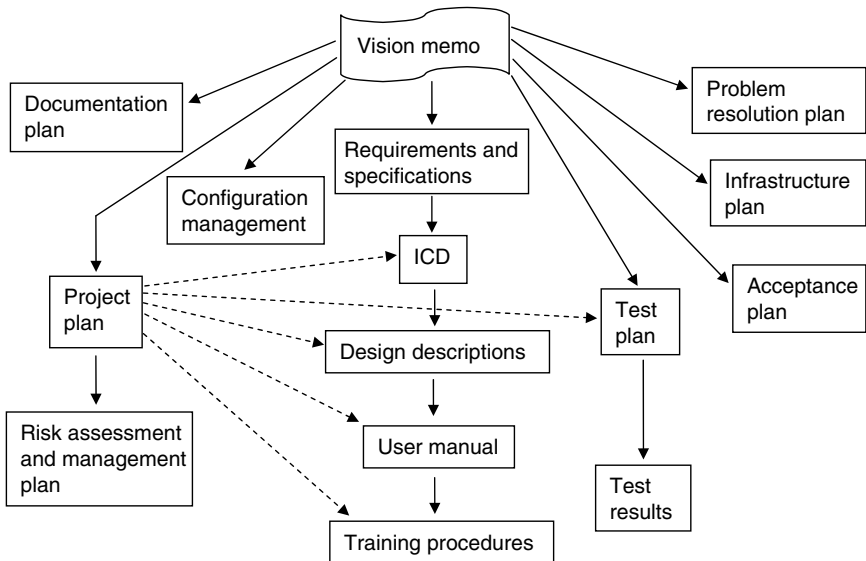 Vision memo
Documentation
plan
Problem
resolution plan
Requirements and
specifications
Configuration
management
Infrastructure
plan
ICD
Project
plan
Acceptance
plan
Test
plan
Design descriptions
Risk assessment
and management
plan
User manual
Test
results
Training procedures